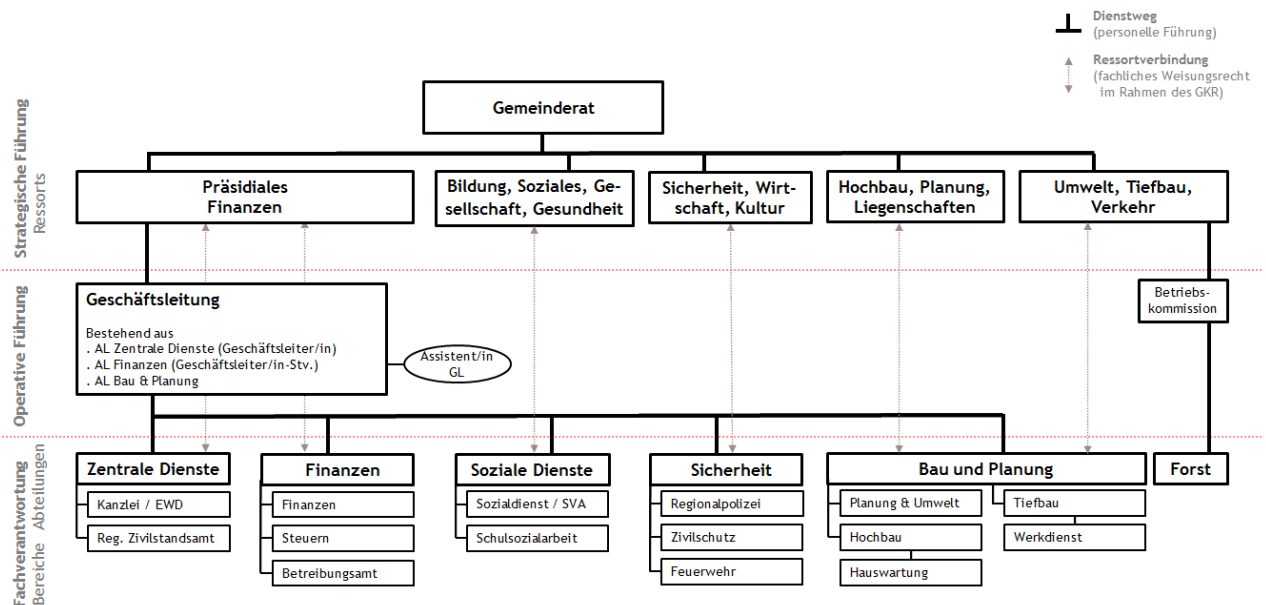 Dienstweg
(personelle Führung)
Ressortverbindung
(fachliches Weisungsrecht
im Rahmen des GKR)
Strategische Führung
Ressorts
Gemeinderat
Präsidiales
Finanzen
Bildung, Soziales, Ge-
sellschaft, Gesundheit
Sicherheit, Wirt-
schaft, Kultur
Hochbau, Planung,
Liegenschaften
Umwelt, Tiefbau,
Verkehr
Operative Führung
Geschäftsleitung
Bestehend aus
. AL Zentrale Dienste (Geschäftsleiter/in)
. AL Finanzen (Geschäftsleiter/in-Stv.)
. AL Bau & Planung
Assistent/in
GL
Betriebs-
kommission
Fachverantwortung
Bereiche Abteilungen
Zentrale Dienste
Kanzlei / EWD
Reg. Zivilstandsamt
Finanzen
Finanzen
Steuern
Betreibungsamt
Soziale Dienste
Sozialdienst / SVA
Schulsozialarbeit
Sicherheit
Regionalpolizei
Zivilschutz
Feuerwehr
Bau und Planung
Planung & Umwelt
Hochbau
Hauswartung
Tiefbau
Werkdienst
Forst